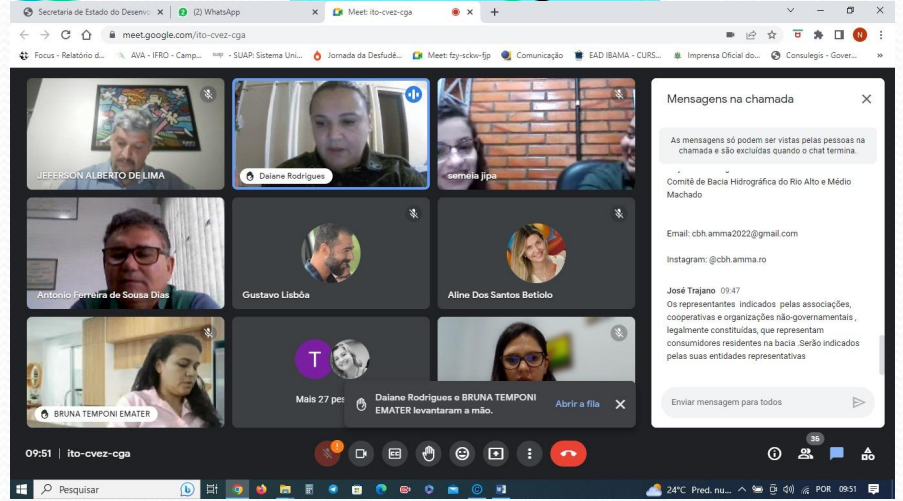 Secretaria de Estado do Desenvo
(2) WhatsApp
Meet: ito-cvez-cga
meet.google.com/ito-cvez-cga
N
Focus - Relatório d...
AVA - IFRO - Camp...
- SUAP: Sistema Uni...
Jornada da Desfudê...
Meet: fzy-sckw-fjp
Comunicação
EAD IBAMA - CURS...
Imprensa Oficial do...
Consulegis - Gover...
JEFERSON ALBERTO DE LIMA
Daiane Rodrigues
semeia jipa
Antonio Ferreira de Sousa Dias
Gustavo Lisbôa
Aline Dos Santos Betiolo
BRUNA TEMPONI EMATER
T
Mais 27 pes
Daiane Rodrigues e BRUNA TEMPONI
EMATER levantaram a mão.
Abrir a fila
Mensagens na chamada
As mensagens só podem ser vistas pelas pessoas na
chamada e são excluídas quando o chat termina.
Comitê de Bacia Hidrográfica do Rio Alto e Médio
Machado
Email: cbh.amma2022@gmail.com
Instagram: @cbh.amma.ro
José Trajano 09:47
Os representantes indicados pelas associações,
cooperativas e organizações não-governamentais ,
legalmente constituídas, que representam
consumidores residentes na bacia .Serão indicados
pelas suas entidades representativas
Enviar mensagem para todos
09:51 | ito-cvez-cga
36
Pesquisar
24°C Pred. nu...
POR
09:51